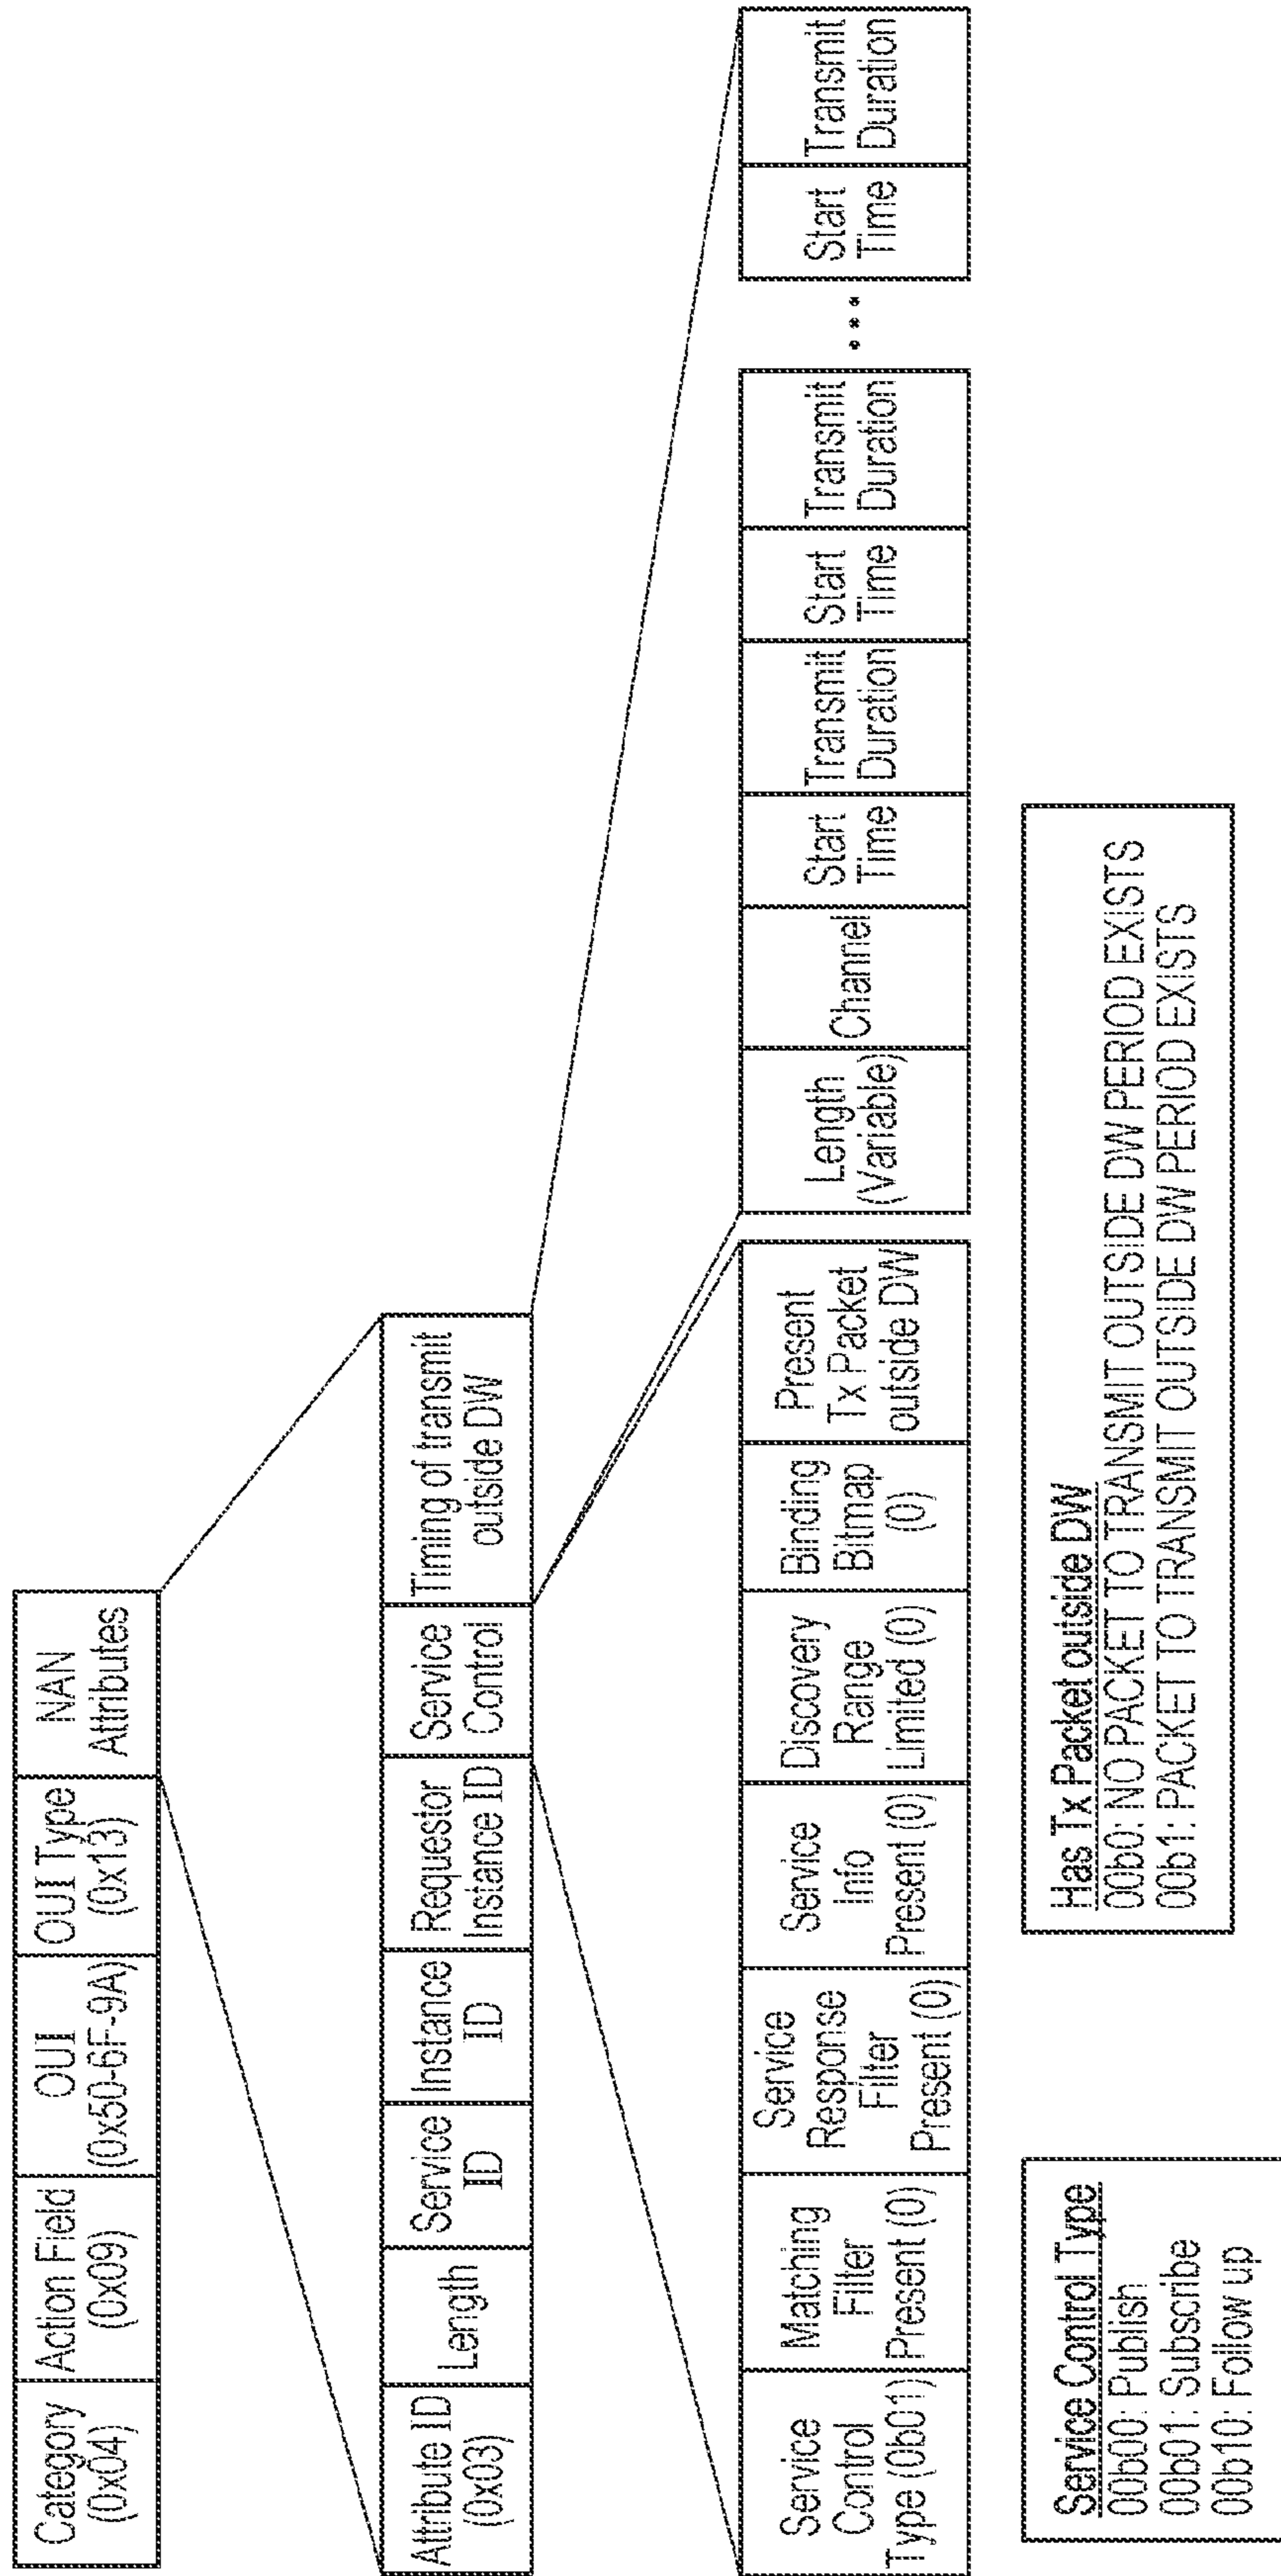 Category
(0x04)
Action Field
(0x09)
OUI
(0x50-6F-9A)
OUI Type
(0x13)
NAN
Attributes
Attribute ID
(0x03)
Length
Service
ID
Instance
ID
Requestor
Instance ID
Service
Control
Timing of transmit
outside DW
Service
Control
Type (0b01)
Matching
Filter
Present (0)
Service
Response
Filter
Present (0)
Service
Info
Present (0)
Discovery
Range
Limited (0)
Binding
Bitmap
(0)
Present
Tx Packet
outside DW
Length
(Variable)
Channel
Start
Time
Transmit
Duration
Start
Time
Transmit
Duration
...
Start
Time
Transmit
Duration
Service Control Type
00b00: Publish
00b01: Subscribe
00b10: Follow up
Has Tx Packet outside DW
00b0: NO PACKET TO TRANSMIT OUTSIDE DW PERIOD EXISTS
00b1: PACKET TO TRANSMIT OUTSIDE DW PERIOD EXISTS